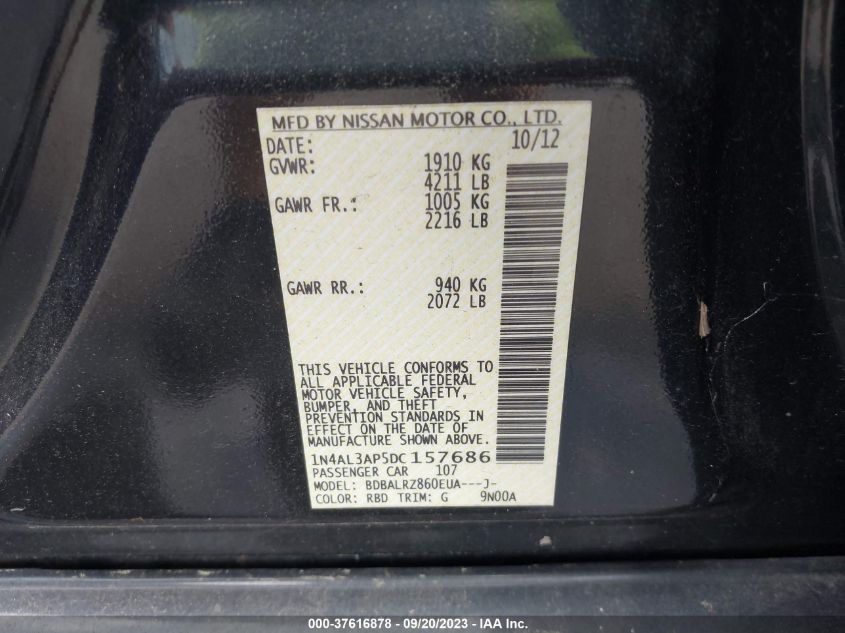 MFD BY NISSAN MOTOR CO., LTD.
DATE: 10/12
GVWR: 1910 KG
4211 LB
GAWR FR.: 1005 KG
2216 LB
GAWR RR.: 940 KG
2072 LB
THIS VEHICLE CONFORMS TO
ALL APPLICABLE FEDERAL
MOTOR VEHICLE SAFETY,
BUMPER, AND THEFT
PREVENTION STANDARDS IN
EFFECT ON THE DATE OF
MANUFACTURE SHOWN ABOVE.
1N4AL3AP5DC157686
PASSENGER CAR 107
MODEL: BDBALRZ860EUA---J-
COLOR: RBD TRIM: G 9N00A
000-37616878 - 09/20/2023 - IAA Inc.